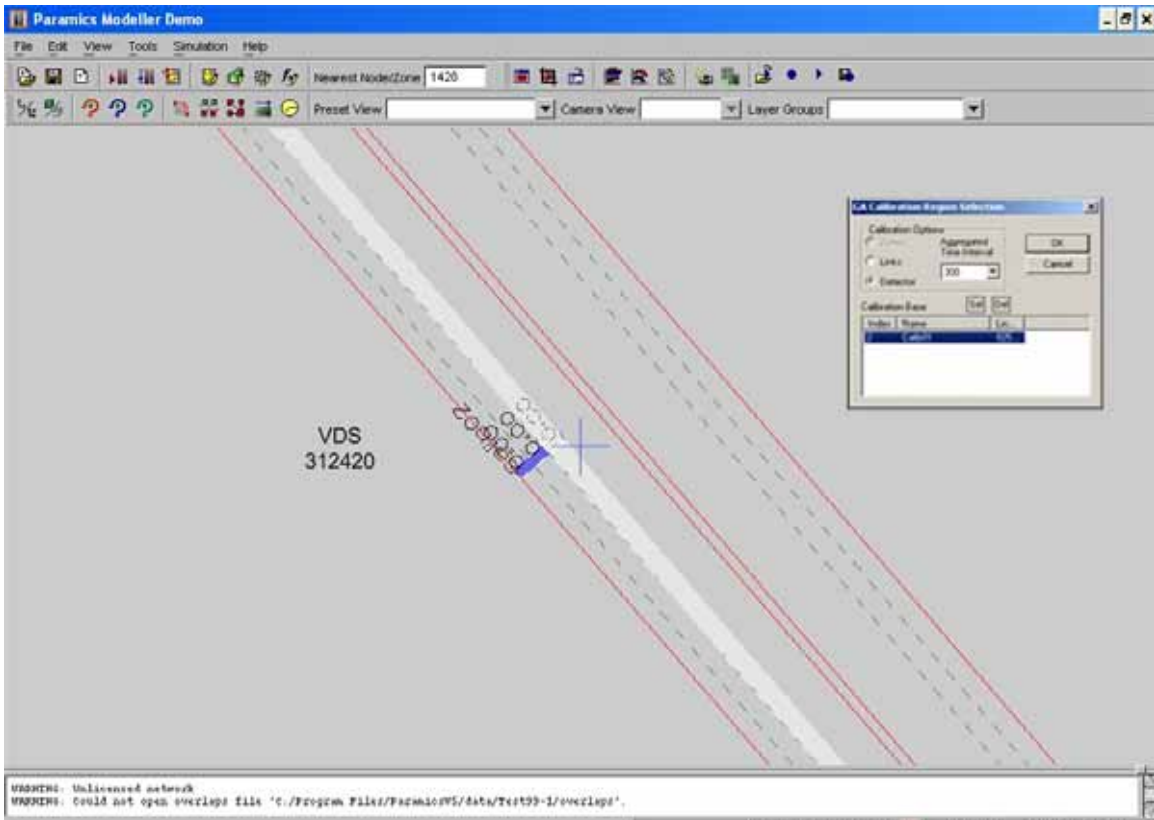 Paramics Modeller Demo
File Edit View Tools Simulation Help
Nearest Node/Zone 1420
Preset View Camera View Layer Groups
GA Calibration Region Selection
Calibration Options
Aggregated
Time Interval
OK
Links
300
Cancel
Detector
Calibration Base Sel Del
Index Name Lin...
VDS
312420
0.00
WARNING: Unlicensed network
WARNING: Could not open overlaps file 'C:/Program Files/ParamicsV5/data/Test99-1/overlaps'.